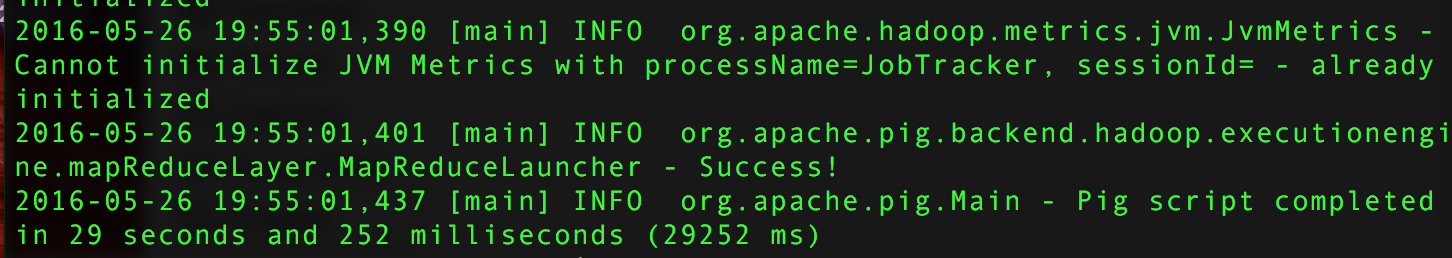 initialized
2016-05-26 19:55:01,390 [main] INFO  org.apache.hadoop.metrics.jvm.JvmMetrics -
Cannot initialize JVM Metrics with processName=JobTracker, sessionId= - already
initialized
2016-05-26 19:55:01,401 [main] INFO  org.apache.pig.backend.hadoop.executionengi
ne.mapReduceLayer.MapReduceLauncher - Success!
2016-05-26 19:55:01,437 [main] INFO  org.apache.pig.Main - Pig script completed
in 29 seconds and 252 milliseconds (29252 ms)